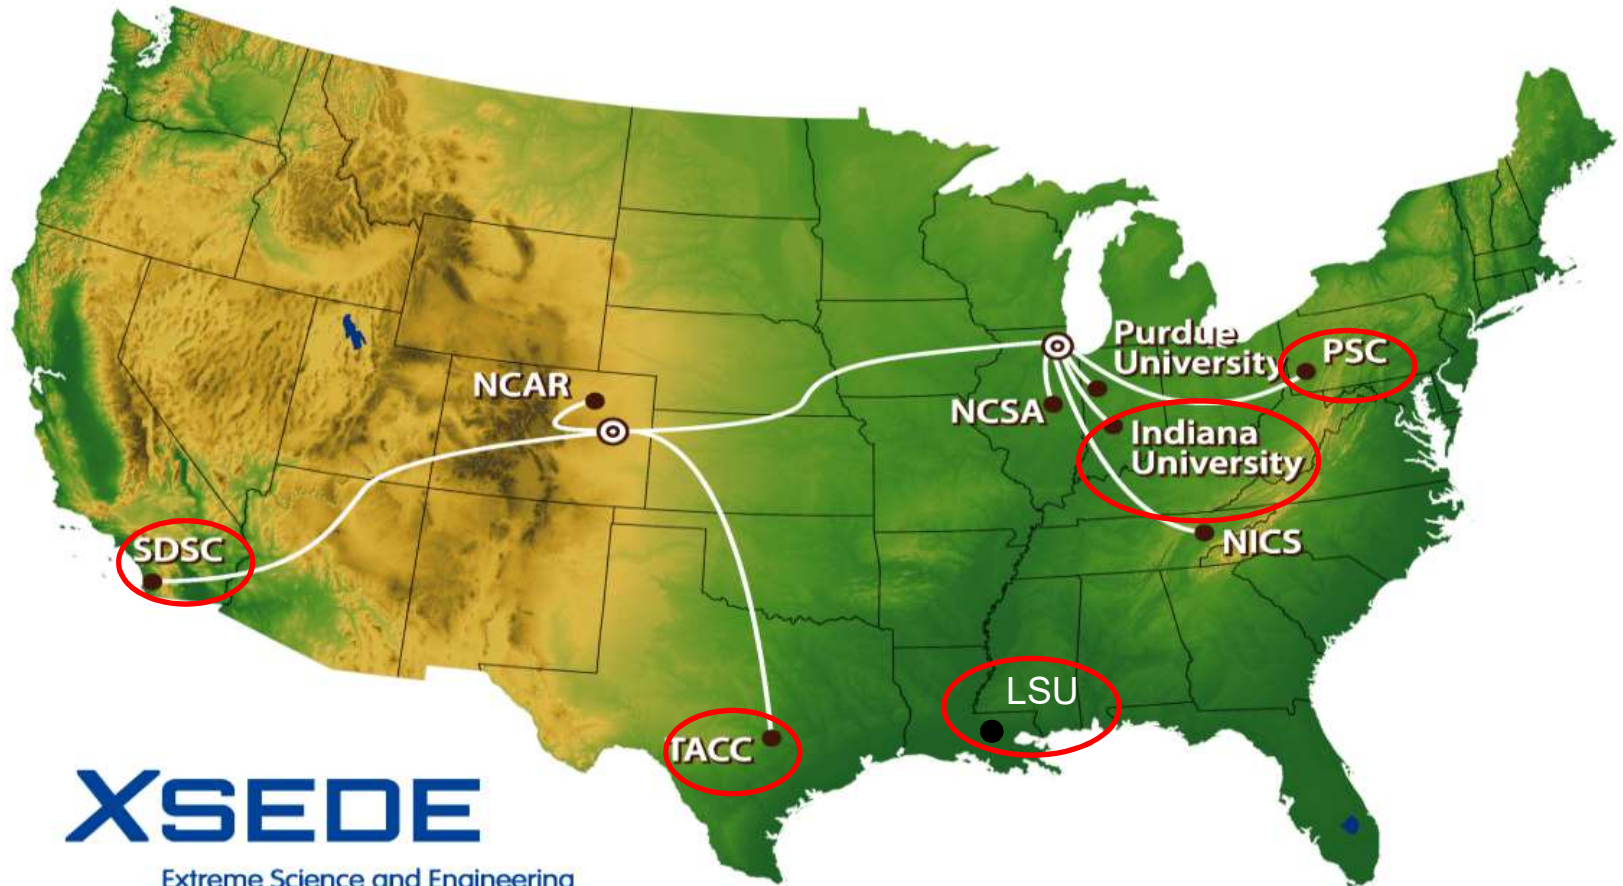 Purdue
University
PSC
NCAR
NCSA
Indiana
University
SDSC
NICS
LSU
TACC
XSEDE
Extreme Science and Engineering